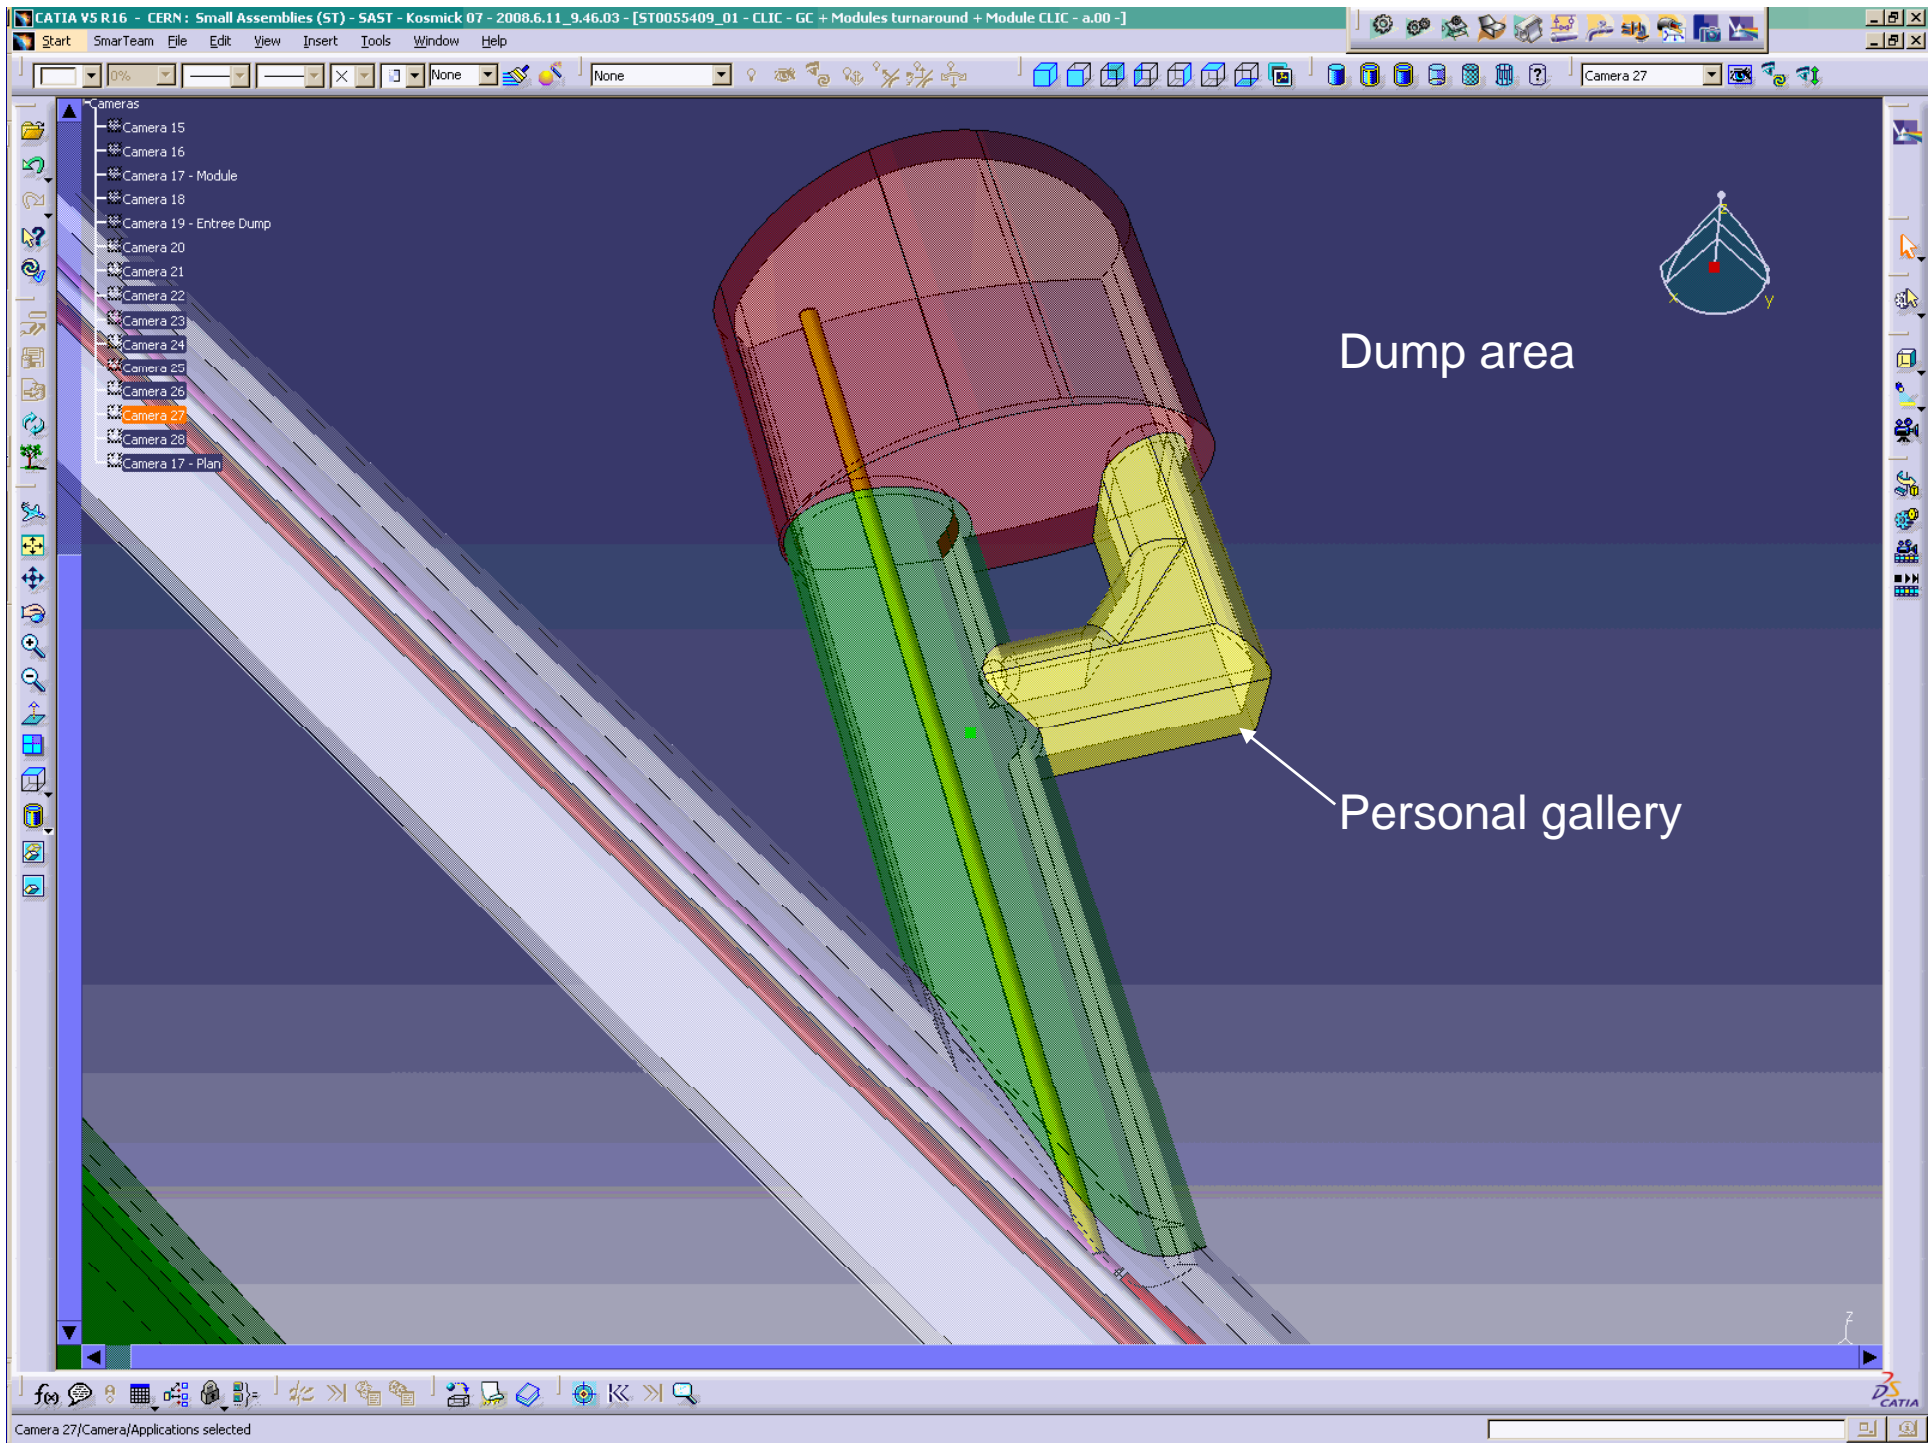 CATIA V5 R16 - CERN : Small Assemblies (ST) - SAST - Kosmick 07 - 2008.6.11_9.46.03 - [ST0055409_01 - CLIC - GC + Modules turnaround + Module CLIC - a.00 -]
Start SmarTeam File Edit View Insert Tools Window Help
0% None None Camera 27
Cameras
Camera 15
Camera 16
Camera 17 - Module
Camera 18
Camera 19 - Entree Dump
Camera 20
Camera 21
Camera 22
Camera 23
Camera 24
Camera 25
Camera 26
Camera 27
Camera 28
Camera 17 - Plan
z
x
y
Dump area
Personal gallery
z
f(x)
DS
CATIA
Camera 27/Camera/Applications selected